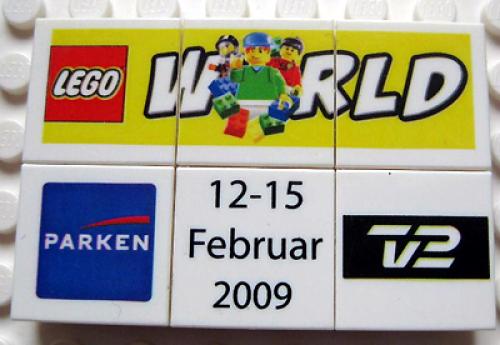 LEGO WORLD
PARKEN
12-15
Februar
2009
TV2